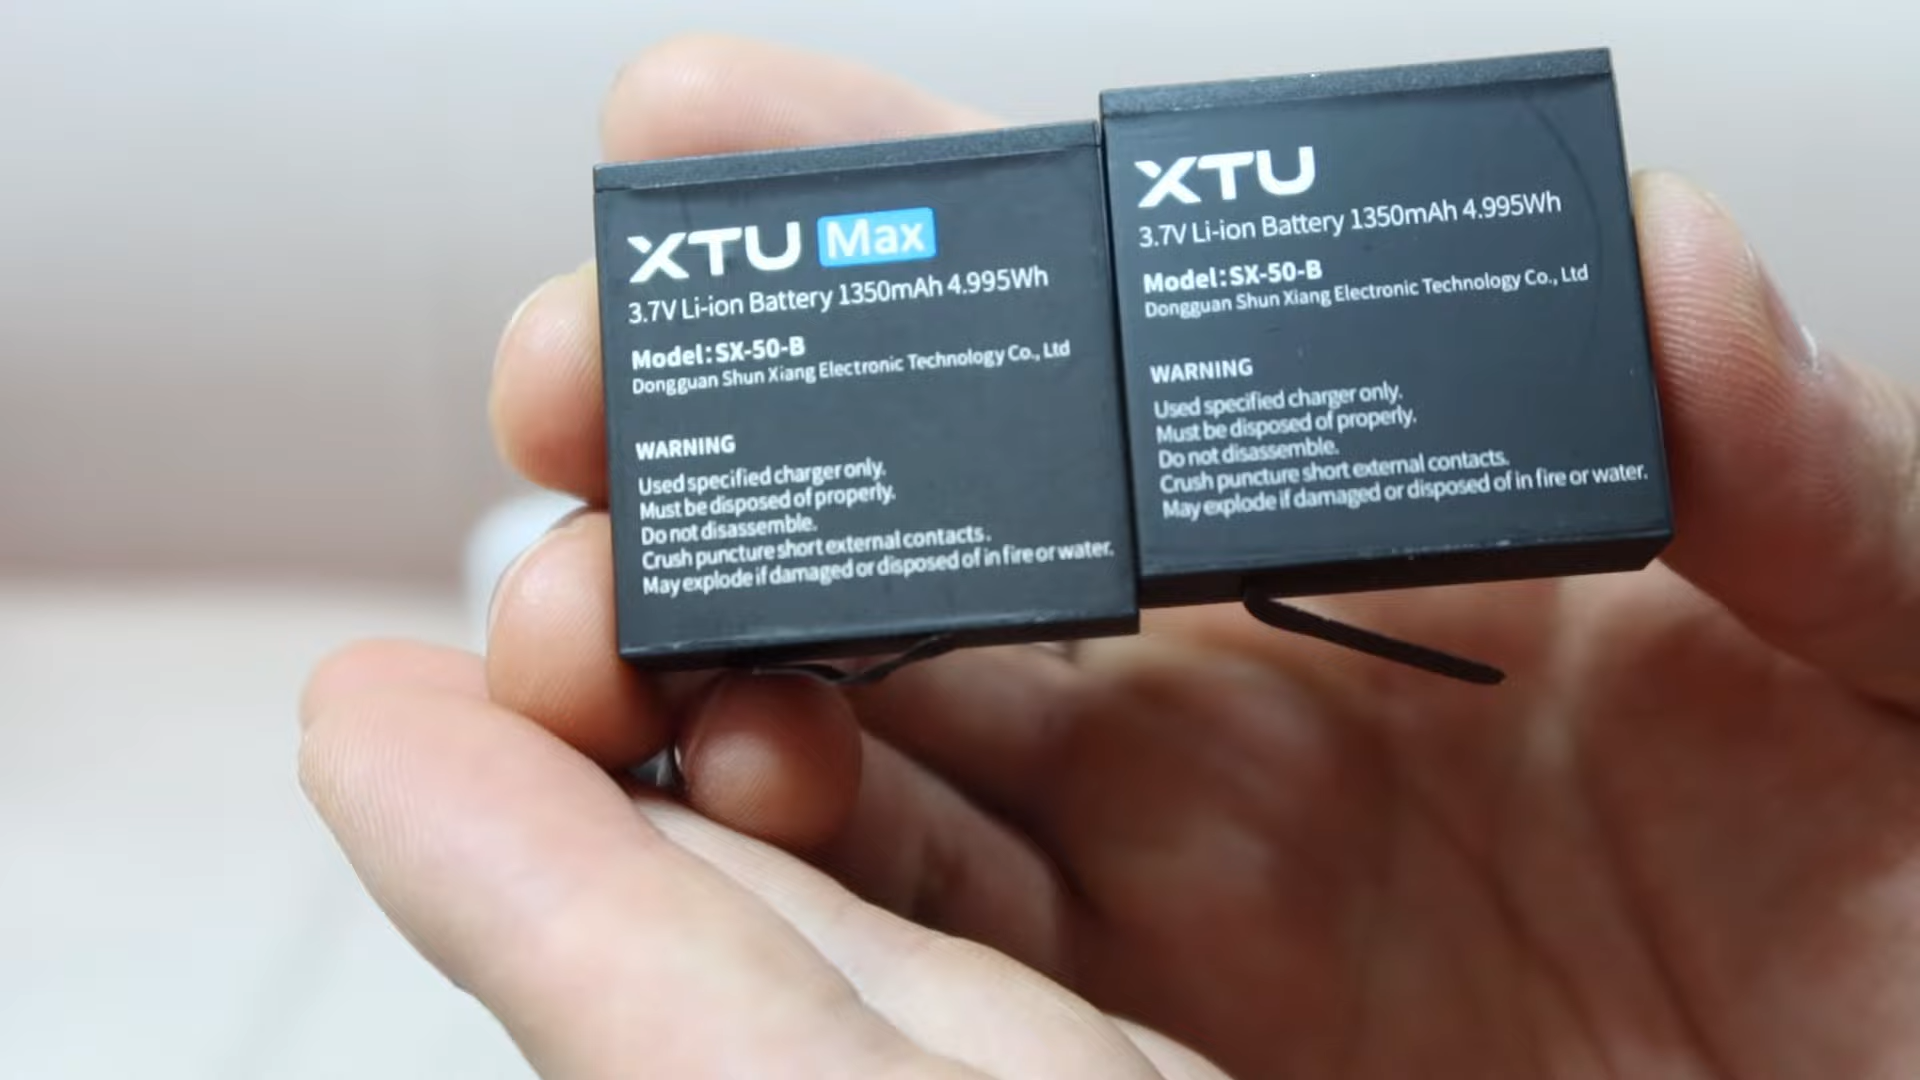 XTU Max
3.7V Li-ion Battery 1350mAh 4.995Wh
Model:SX-50-B
Dongguan Shun Xiang Electronic Technology Co., Ltd
WARNING
Used specified charger only.
Must be disposed of properly.
Do not disassemble.
Crush puncture short external contacts.
May explode if damaged or disposed of in fire or water.
XTU
3.7V Li-ion Battery 1350mAh 4.995Wh
Model:SX-50-B
Dongguan Shun Xiang Electronic Technology Co., Ltd
WARNING
Used specified charger only.
Must be disposed of properly.
Do not disassemble.
Crush puncture short external contacts.
May explode if damaged or disposed of in fire or water.